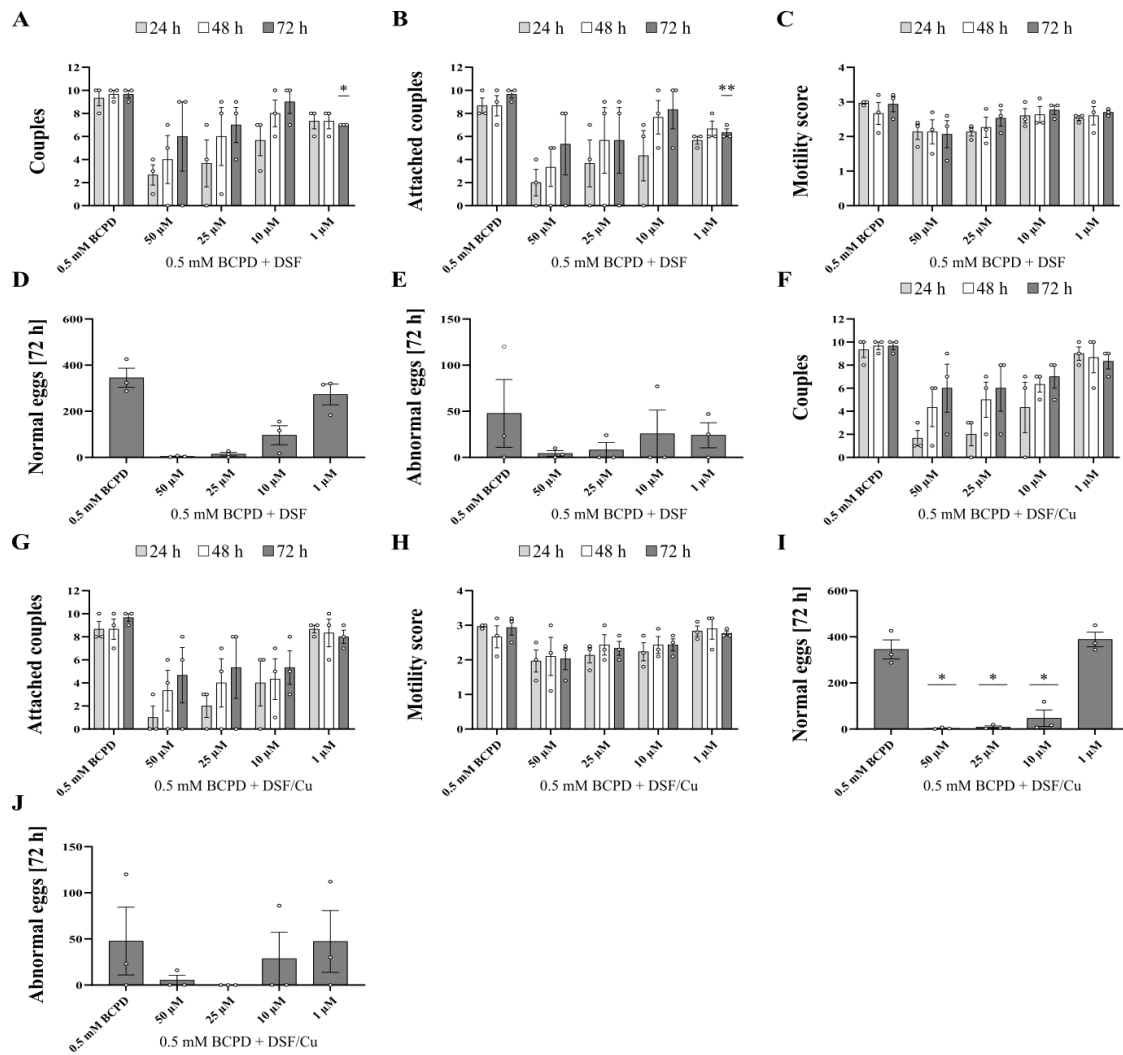 A
24 h 48 h 72 h
Couples
12
10
8
6
4
2
0
*
0.5 mM BCPD
50 µM
25 µM
10 µM
1 µM
0.5 mM BCPD + DSF
B
24 h 48 h 72 h
Attached couples
12
10
8
6
4
2
0
**
0.5 mM BCPD
50 µM
25 µM
10 µM
1 µM
0.5 mM BCPD + DSF
C
24 h 48 h 72 h
Motility score
4
3
2
1
0
0.5 mM BCPD
50 µM
25 µM
10 µM
1 µM
0.5 mM BCPD + DSF
D
Normal eggs [72 h]
600
400
200
0
0.5 mM BCPD
50 µM
25 µM
10 µM
1 µM
0.5 mM BCPD + DSF
E
Abnormal eggs [72 h]
150
100
50
0
0.5 mM BCPD
50 µM
25 µM
10 µM
1 µM
0.5 mM BCPD + DSF
F
24 h 48 h 72 h
Couples
12
10
8
6
4
2
0
0.5 mM BCPD
50 µM
25 µM
10 µM
1 µM
0.5 mM BCPD + DSF/Cu
G
24 h 48 h 72 h
Attached couples
12
10
8
6
4
2
0
0.5 mM BCPD
50 µM
25 µM
10 µM
1 µM
0.5 mM BCPD + DSF/Cu
H
24 h 48 h 72 h
Motility score
4
3
2
1
0
0.5 mM BCPD
50 µM
25 µM
10 µM
1 µM
0.5 mM BCPD + DSF/Cu
I
Normal eggs [72 h]
600
400
200
0
* * *
0.5 mM BCPD
50 µM
25 µM
10 µM
1 µM
0.5 mM BCPD + DSF/Cu
J
Abnormal eggs [72 h]
150
100
50
0
0.5 mM BCPD
50 µM
25 µM
10 µM
1 µM
0.5 mM BCPD + DSF/Cu